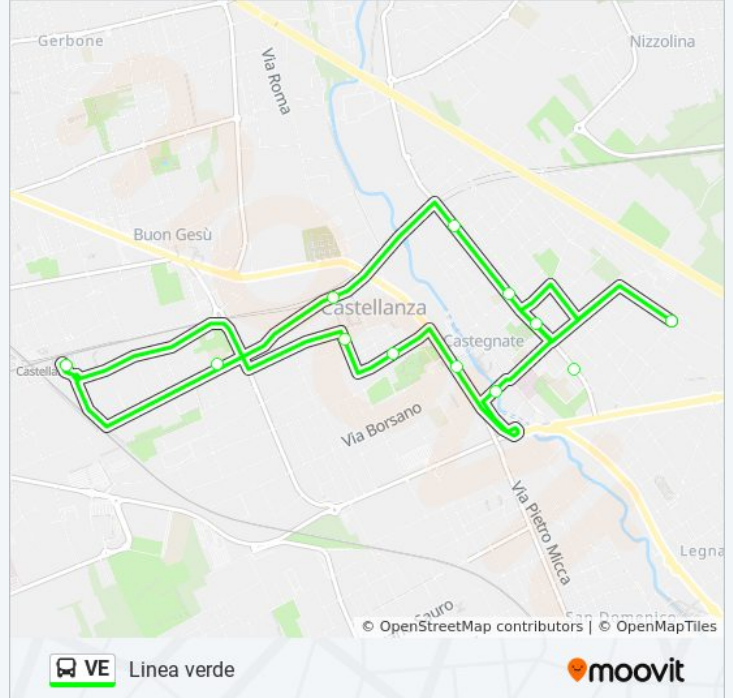 Gerbone
Nizzolina
Via Roma
Buon Gesù
Castellanza
Castegnate
Castella
Via Borsano
Via Pietro Micca
Legna
San Domenico
auro
© OpenStreetMap contributors | © OpenMapTiles
VE Linea verde
moovit